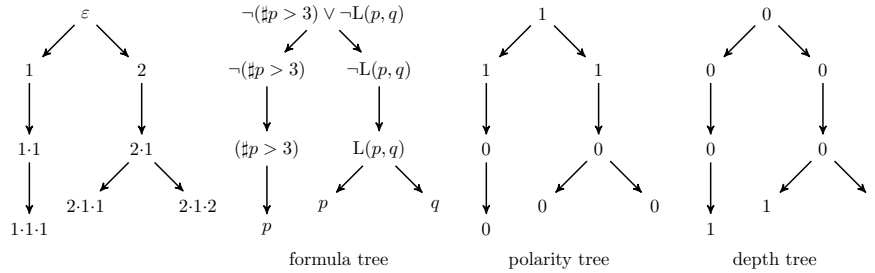 ε ¬(♯p > 3) ∨ ¬L(p, q) 1 0
1 2 ¬(♯p > 3) ¬L(p, q) 1 1 0 0
1·1 2·1 (♯p > 3) L(p, q) 0 0 0 0
2·1·1 2·1·2 p q 0 0 1
1·1·1 p 0 1
formula tree polarity tree depth tree